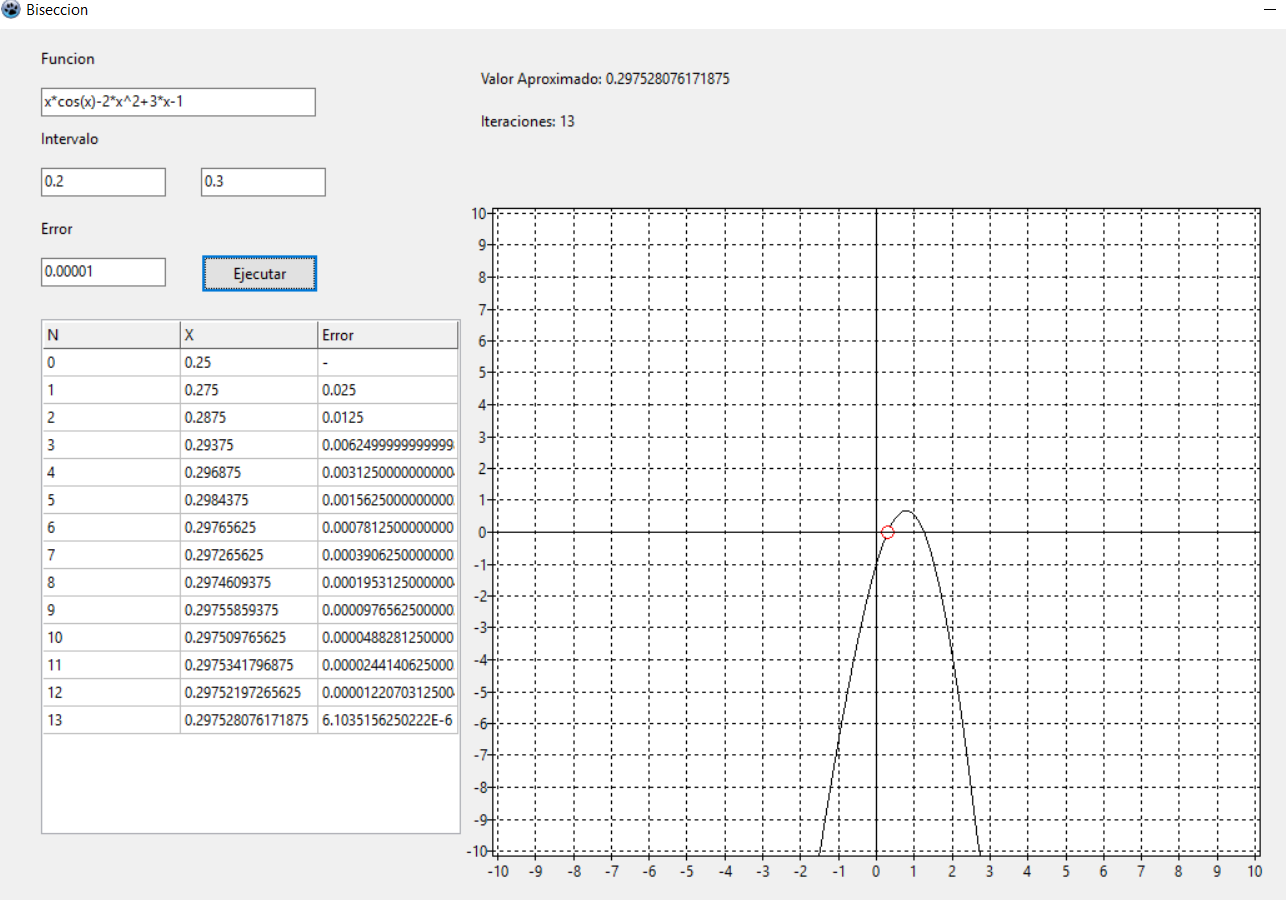 Biseccion
Funcion
x*cos(x)-2*x^2+3*x-1
Intervalo
0.2 0.3
Error
0.00001 Ejecutar
N X Error
0 0.25 -
1 0.275 0.025
2 0.2875 0.0125
3 0.29375 0.0062499999999999
4 0.296875 0.0031250000000000
5 0.2984375 0.0015625000000000
6 0.29765625 0.0007812500000000
7 0.297265625 0.0003906250000000
8 0.2974609375 0.0001953125000000
9 0.29755859375 0.0000976562500000
10 0.297509765625 0.0000488281250000
11 0.2975341796875 0.0000244140625000
12 0.29752197265625 0.0000122070312500
13 0.297528076171875 6.1035156250222E-6
Valor Aproximado: 0.297528076171875
Iteraciones: 13
10
9
8
7
6
5
4
3
2
1
0
-1
-2
-3
-4
-5
-6
-7
-8
-9
-10
-10 -9 -8 -7 -6 -5 -4 -3 -2 -1 0 1 2 3 4 5 6 7 8 9 10